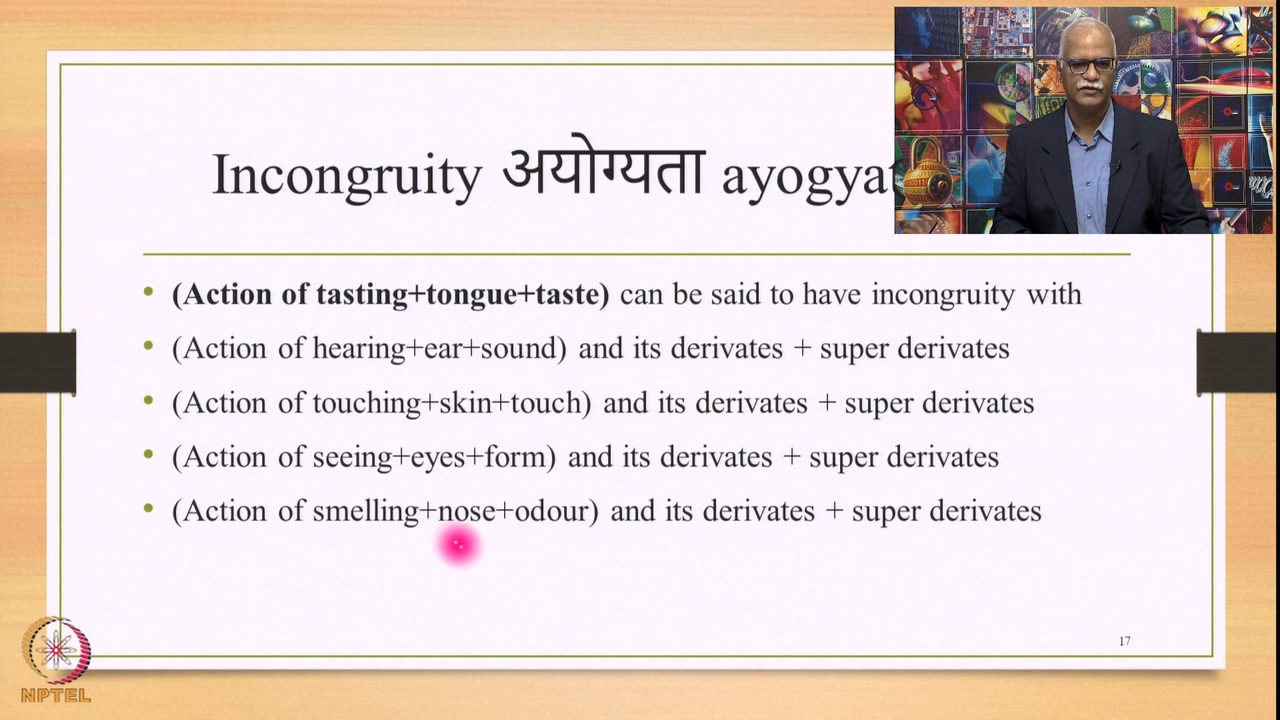 Incongruity अयोग्यता ayogyat
• (Action of tasting+tongue+taste) can be said to have incongruity with
• (Action of hearing+ear+sound) and its derivates + super derivates
• (Action of touching+skin+touch) and its derivates + super derivates
• (Action of seeing+eyes+form) and its derivates + super derivates
• (Action of smelling+nose+odour) and its derivates + super derivates
17
NPTEL